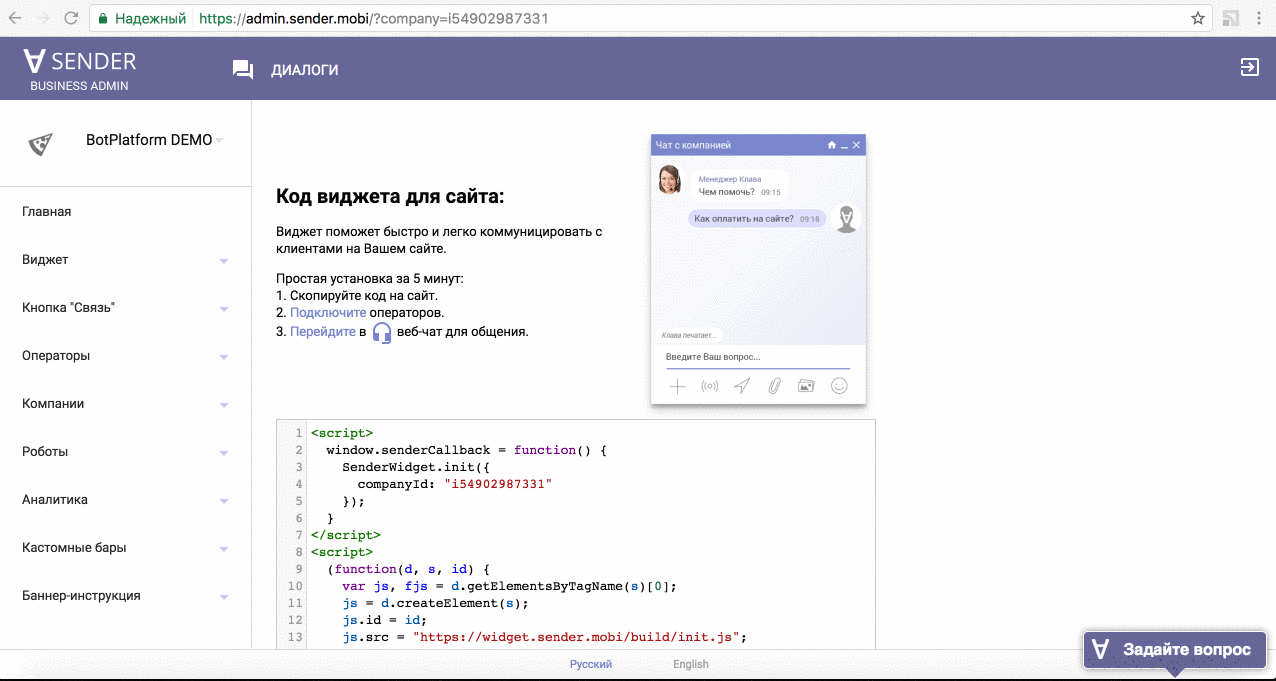 Надежный https://admin.sender.mobi/?company=i54902987331
SENDER
BUSINESS ADMIN
ДИАЛОГИ
BotPlatform DEMO
Главная
Виджет
Кнопка "Связь"
Операторы
Компании
Роботы
Аналитика
Кастомные бары
Баннер-инструкция
Код виджета для сайта:
Виджет поможет быстро и легко коммуницировать с
клиентами на Вашем сайте.
Простая установка за 5 минут:
1. Скопируйте код на сайт.
2. Подключите операторов.
3. Перейдите в веб-чат для общения.
Чат с компанией
Менеджер Клава
Чем помочь? 09:15
Как оплатить на сайте? 09:18
Клава печатает...
Введите Ваш вопрос...
1 <script>
2 window.senderCallback = function() {
3 SenderWidget.init({
4 companyId: "i54902987331"
5 });
6 }
7 </script>
8 <script>
9 (function(d, s, id) {
10 var js, fjs = d.getElementsByTagName(s)[0];
11 js = d.createElement(s);
12 js.id = id;
13 js.src = "https://widget.sender.mobi/build/init.js";
Русский English
Задайте вопрос